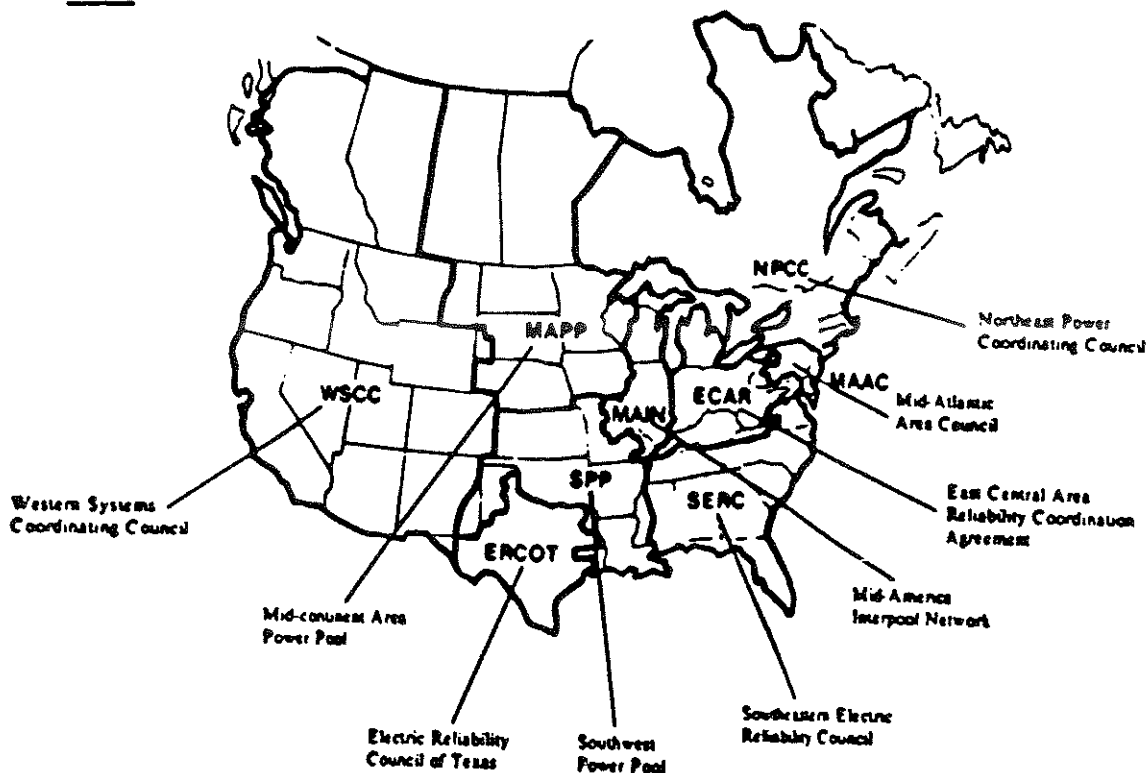 NPCC
Northeast Power
Coordinating Council
MAPP
MAAC
WSCC
ECAR
Mid-Atlantic
Area Council
MAIN
SPP
SERC
Western Systems
Coordinating Council
East Central Area
Reliability Coordination
Agreement
ERCOT
Mid-America
Interpool Network
Mid-continent Area
Power Pool
Southeastern Electric
Reliability Council
Electric Reliability
Council of Texas
Southwest
Power Pool